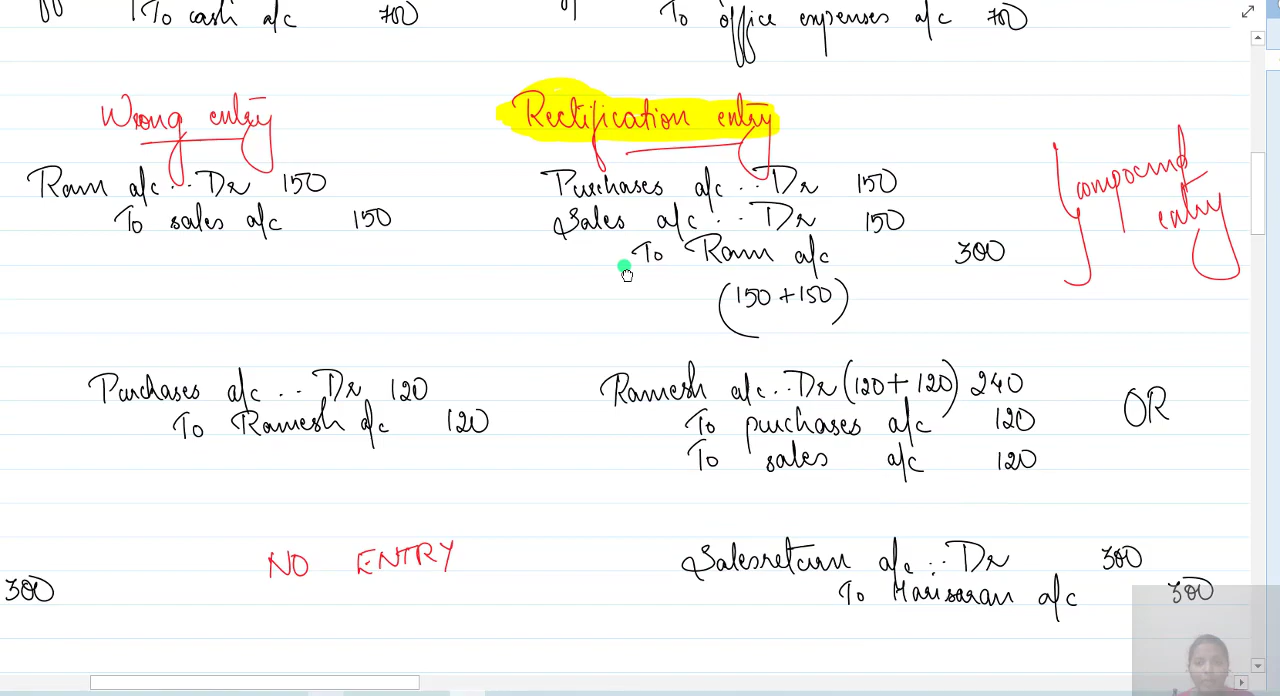 To cash a/c 700 To office expenses a/c 700
Wrong entry Rectification entry
Ram a/c .. Dr 150 Purchases a/c .. Dr 150
To sales a/c 150 Sales a/c .. Dr 150
To Ram a/c 300
(150 + 150)
Compound
entry
Purchases a/c .. Dr 120 Ramesh a/c .. Dr (120 + 120) 240
To Ramesh a/c 120 To purchases a/c 120 OR
To sales a/c 120
NO ENTRY Salesreturn a/c .. Dr 300
300 To Harisaran a/c 300